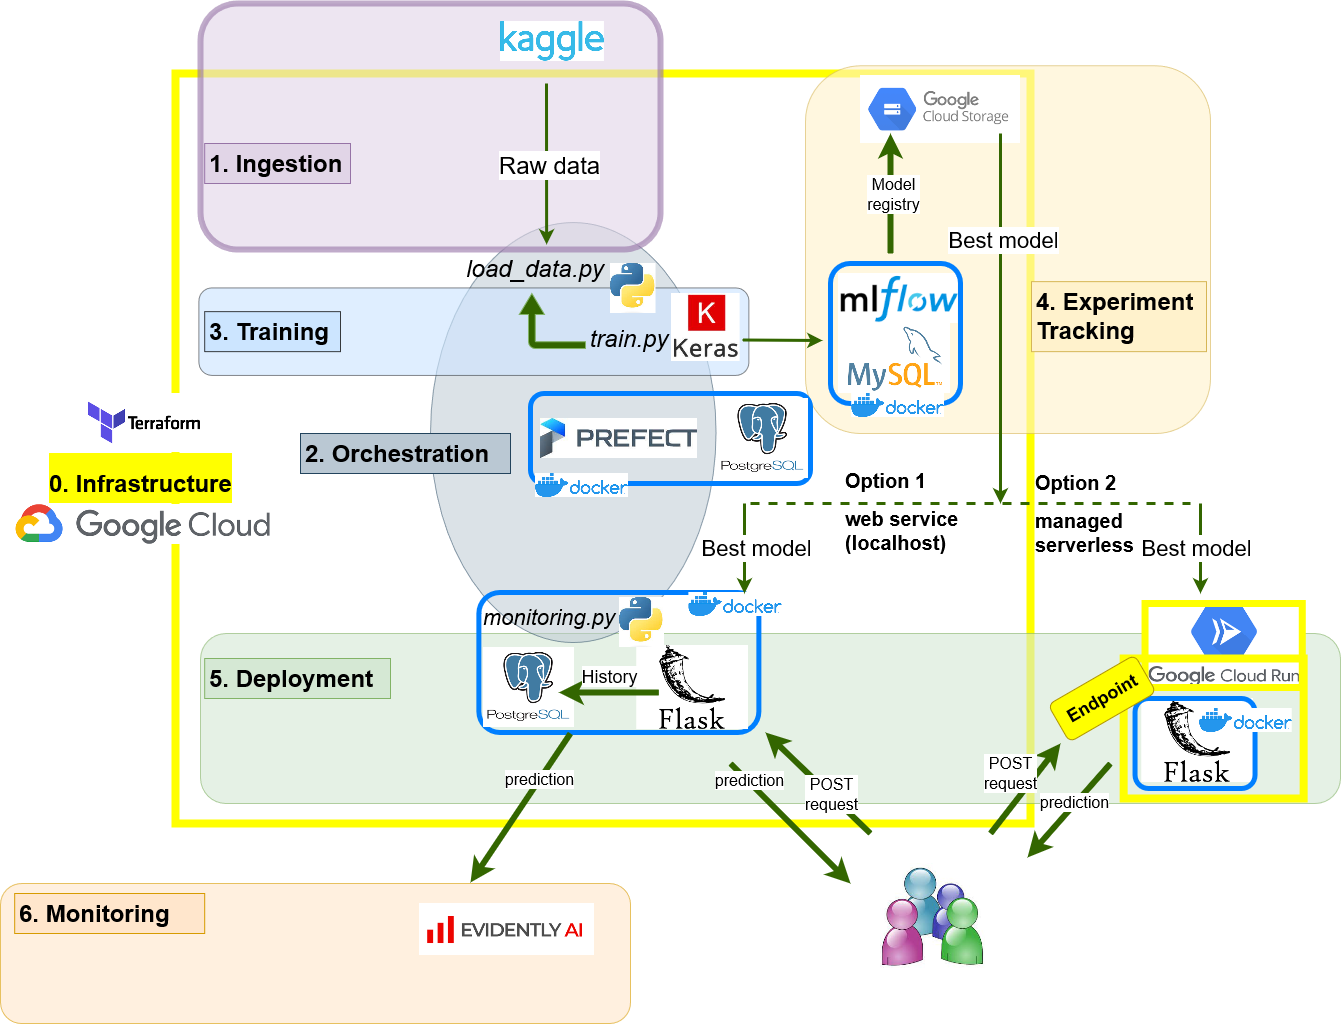 kaggle
Google
Cloud Storage
1. Ingestion
Raw data
Model
registry
Best model
load_data.py
mlflow
4. Experiment
Tracking
3. Training
train.py
K
Keras
MySQL™
docker
Terraform
PREFECT
PostgreSQL
2. Orchestration
docker
0. Infrastructure
Google Cloud
Option 1
web service
(localhost)
Option 2
managed
serverless
Best model
Best model
monitoring.py
docker
5. Deployment
PostgreSQL
History
Flask
Google Cloud Run
Endpoint
docker
Flask
prediction
prediction
POST
request
POST
request
prediction
6. Monitoring
EVIDENTLY AI